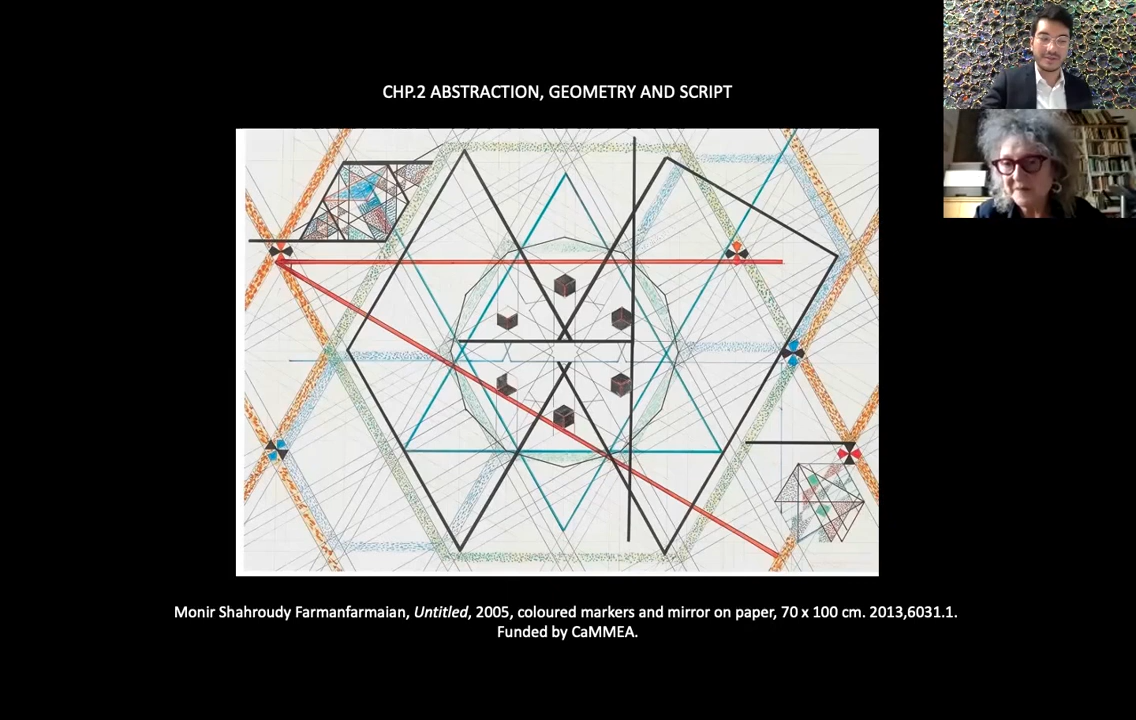 CHP.2 ABSTRACTION, GEOMETRY AND SCRIPT
Monir Shahroudy Farmanfarmaian, Untitled, 2005, coloured markers and mirror on paper, 70 x 100 cm. 2013,6031.1.
Funded by CaMMEA.